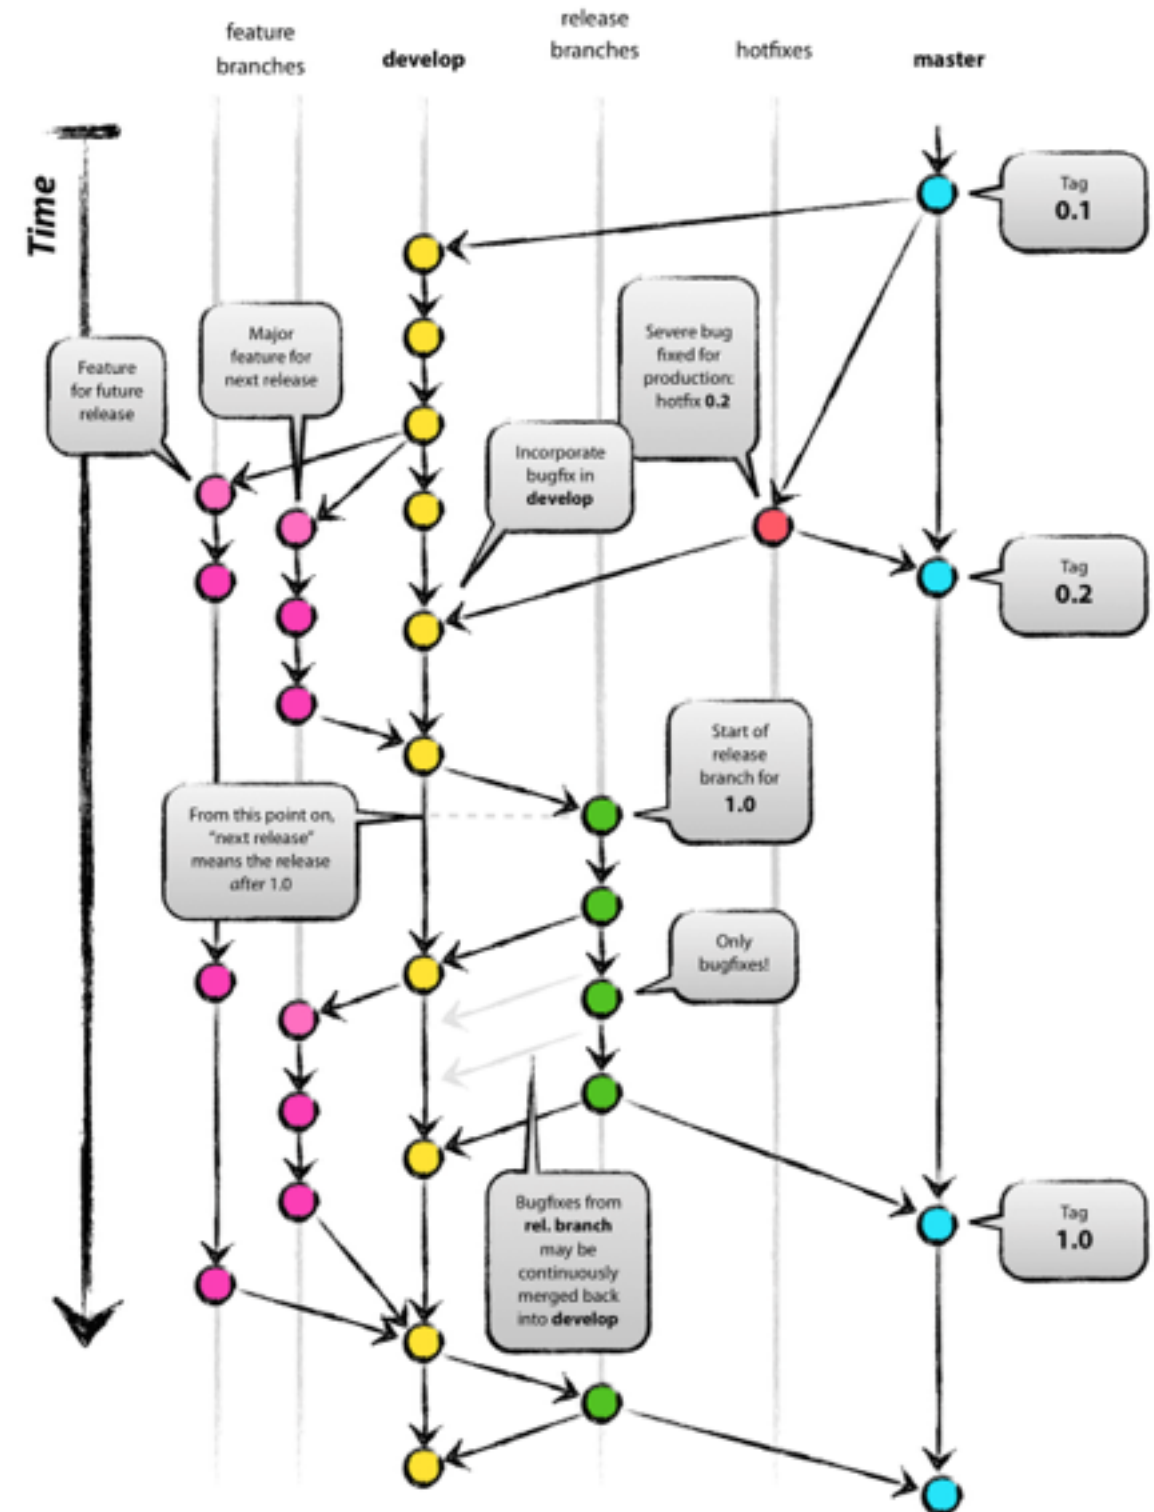 feature
branches
develop
release
branches
hotfixes
master
Time
Tag
0.1
Major
feature for
next release
Feature
for future
release
Severe bug
fixed for
production:
hotfix 0.2
Incorporate
bugfix in
develop
Tag
0.2
Start of
release
branch for
1.0
From this point on,
“next release”
means the release
after 1.0
Only
bugfixes!
Bugfixes from
rel. branch
may be
continuously
merged back
into develop
Tag
1.0